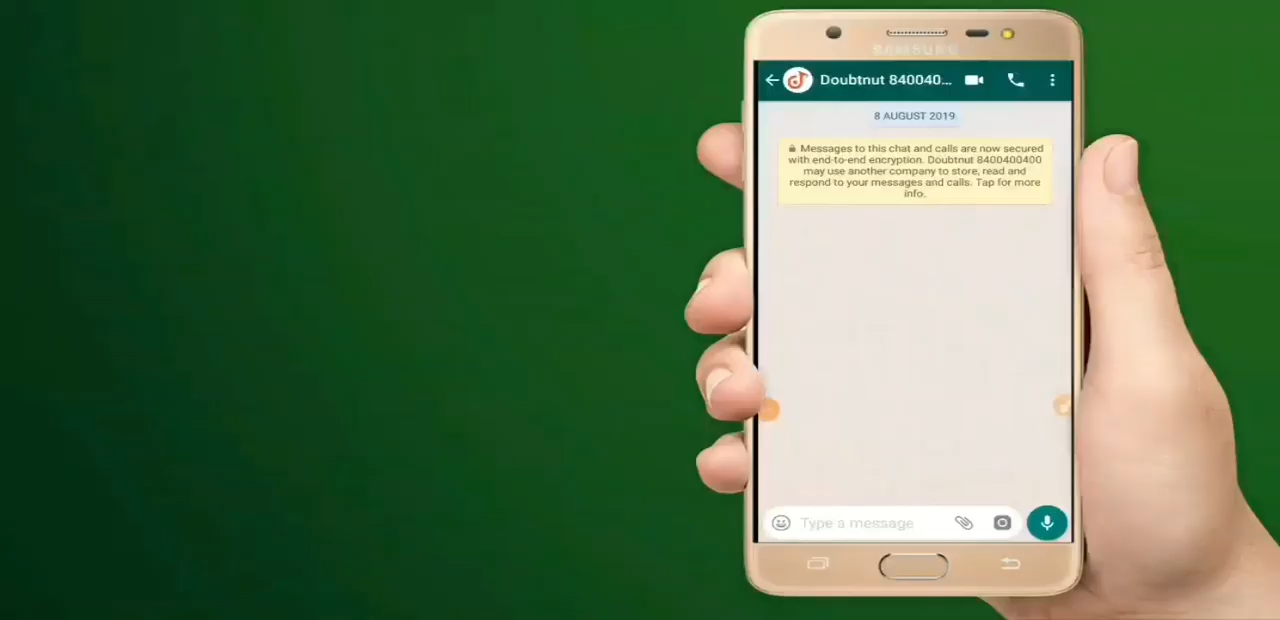 SAMSUNG
Doubtnut 840040...
8 AUGUST 2019
Messages to this chat and calls are now secured
with end-to-end encryption. Doubtnut 8400400400
may use another company to store, read and
respond to your messages and calls. Tap for more
info.
Type a message